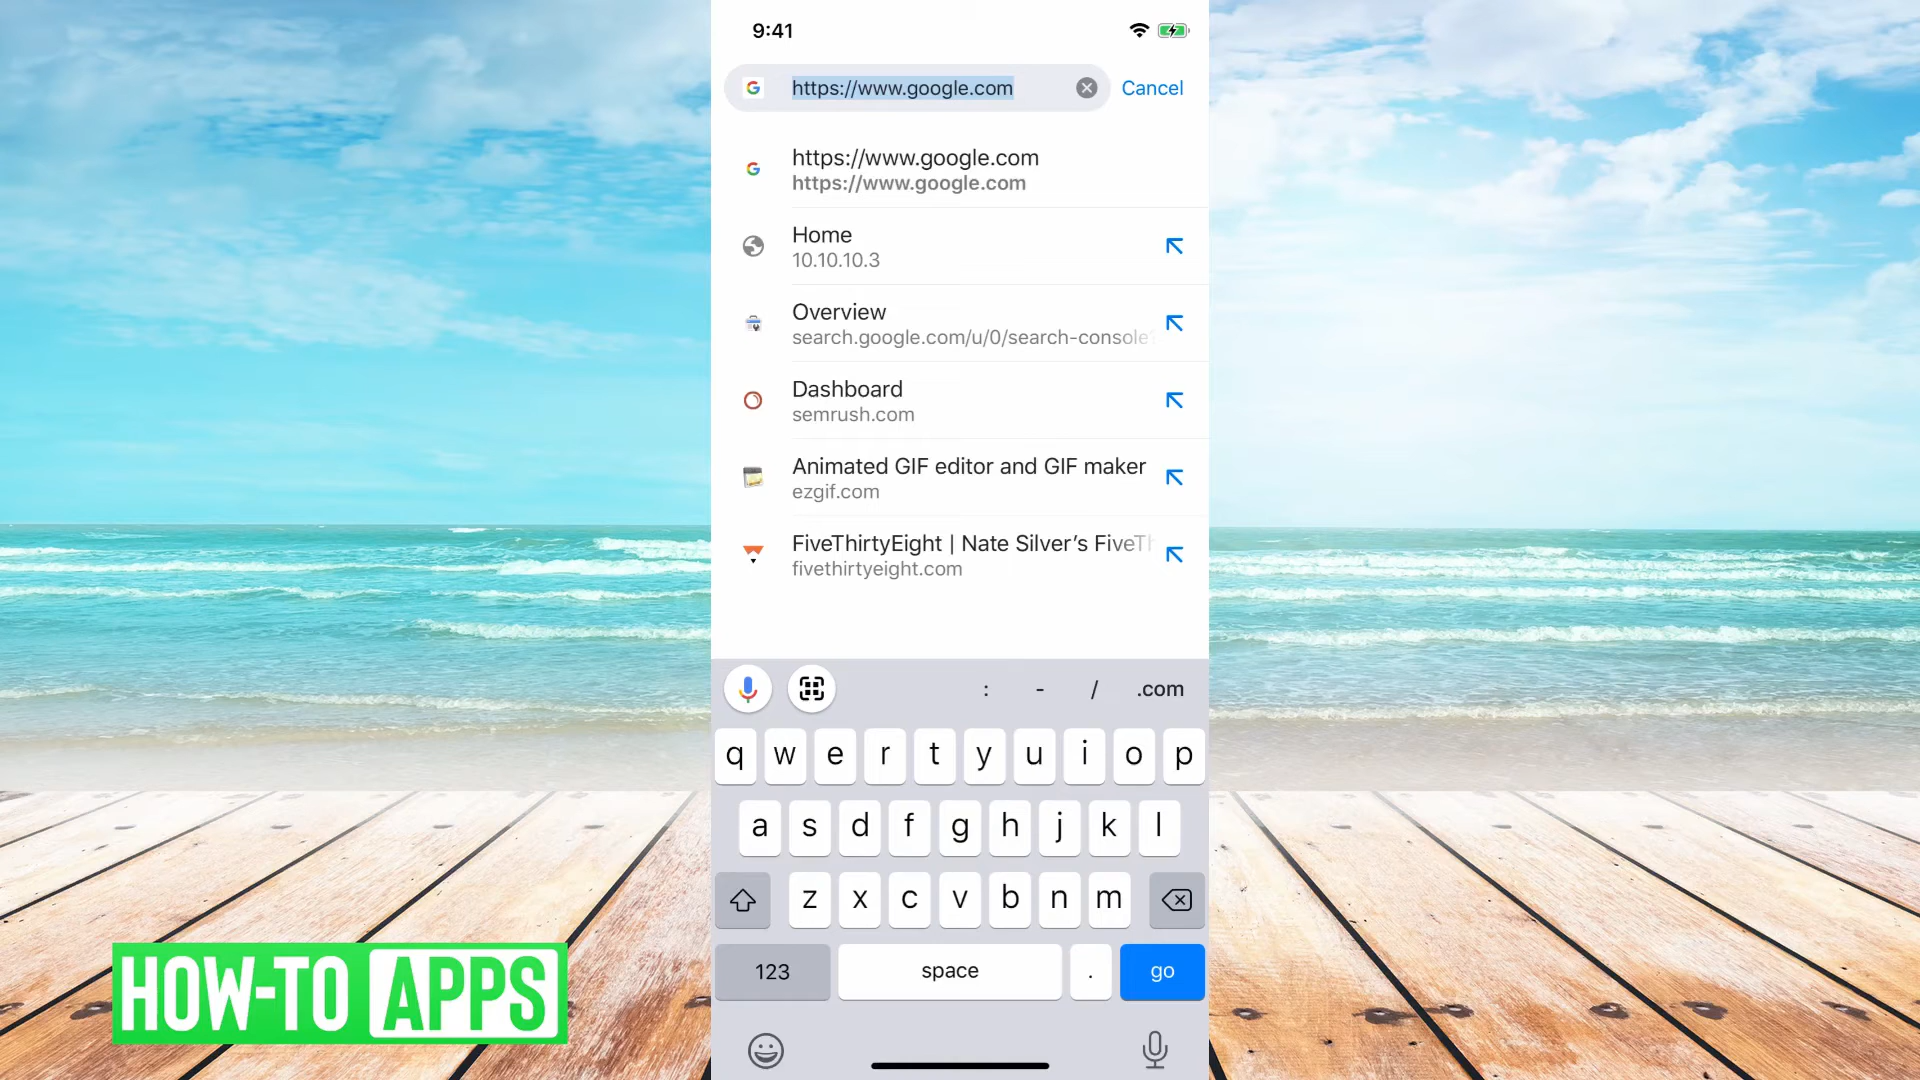 9:41
https://www.google.com
Cancel
https://www.google.com
https://www.google.com
Home
10.10.10.3
Overview
search.google.com/u/0/search-console?
Dashboard
semrush.com
Animated GIF editor and GIF maker
ezgif.com
FiveThirtyEight | Nate Silver’s FiveTh
fivethirtyeight.com
: - / .com
q w e r t y u i o p
a s d f g h j k l
z x c v b n m
123 space . go
HOW-TO APPS